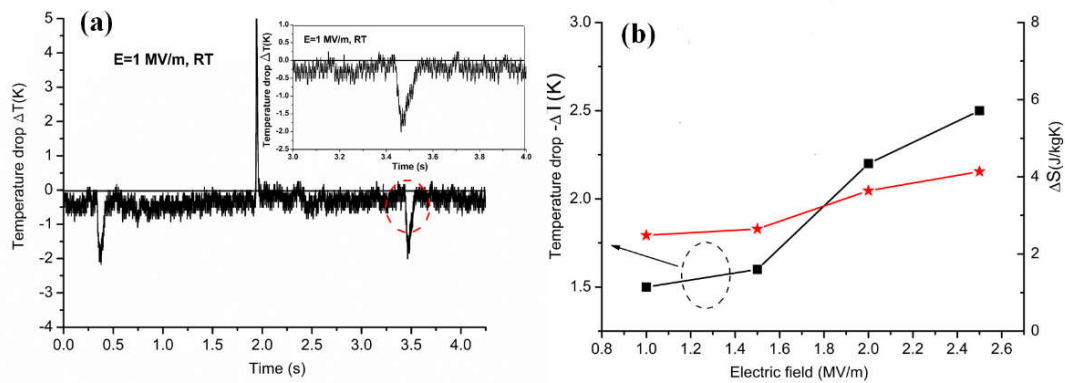 (a)
E=1 MV/m, RT
Temperature drop ΔT(K)
5
4
3
2
1
0
-1
-2
-3
-4
0.0 0.5 1.0 1.5 2.0 2.5 3.0 3.5 4.0
Time (s)
E=1 MV/m, RT
Temperature drop ΔT(K)
1.0
0.5
0.0
-0.5
-1.0
-1.5
-2.0
-2.5
3.0 3.2 3.4 3.6 3.8 4.0
Time (s)
(b)
Temperature drop -ΔT (K)
3.0
2.5
2.0
1.5
0.8 1.0 1.2 1.4 1.6 1.8 2.0 2.2 2.4 2.6
Electric field (MV/m)
8
6
4
2
0
ΔS(J/kgK)